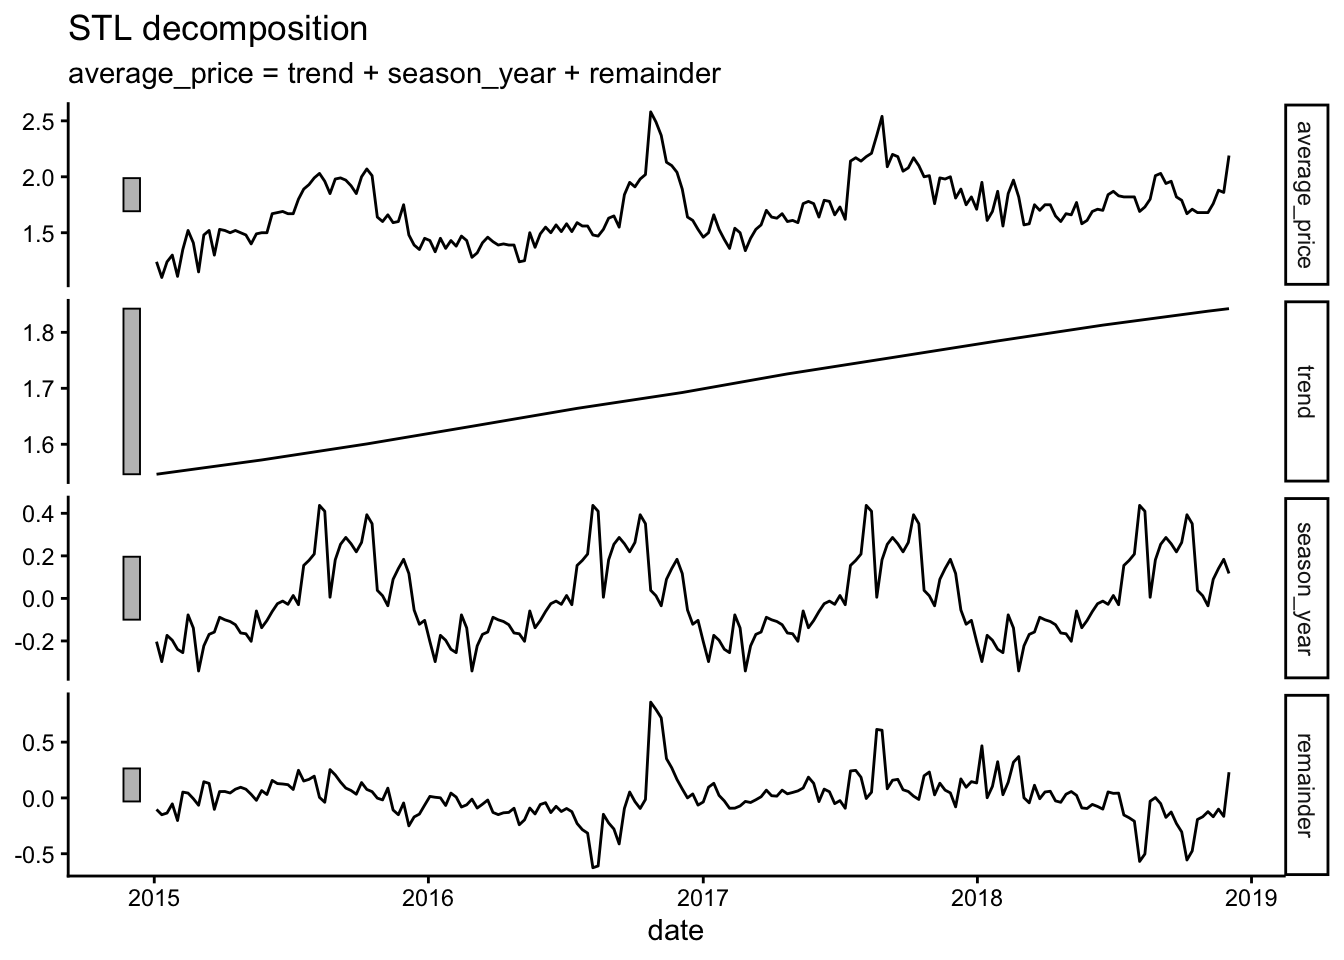 STL decomposition
average_price = trend + season_year + remainder
2.5
2.0
1.5
average_price
1.8
1.7
1.6
trend
0.4
0.2
0.0
-0.2
season_year
0.5
0.0
-0.5
remainder
2015 2016 2017 2018 2019
date